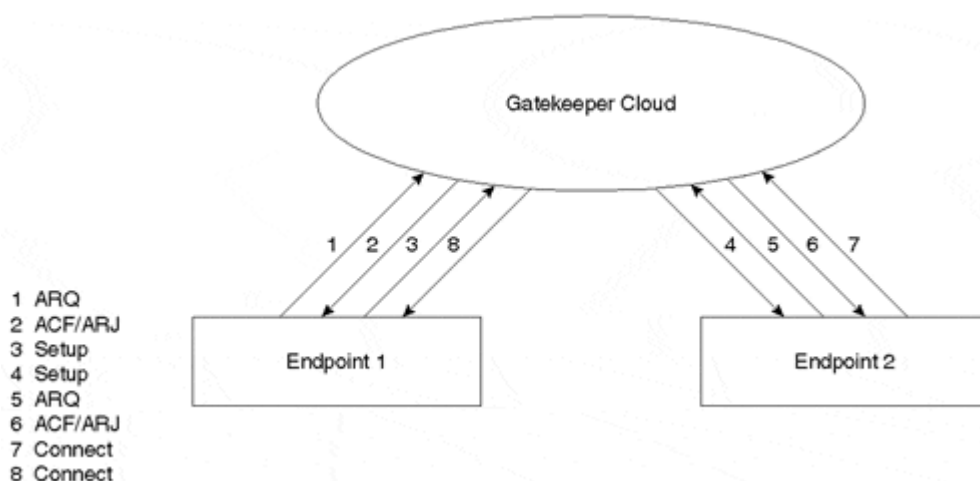 Gatekeeper Cloud
1 2 3 8 4 5 6 7
Endpoint 1 Endpoint 2
1 ARQ
2 ACF/ARJ
3 Setup
4 Setup
5 ARQ
6 ACF/ARJ
7 Connect
8 Connect